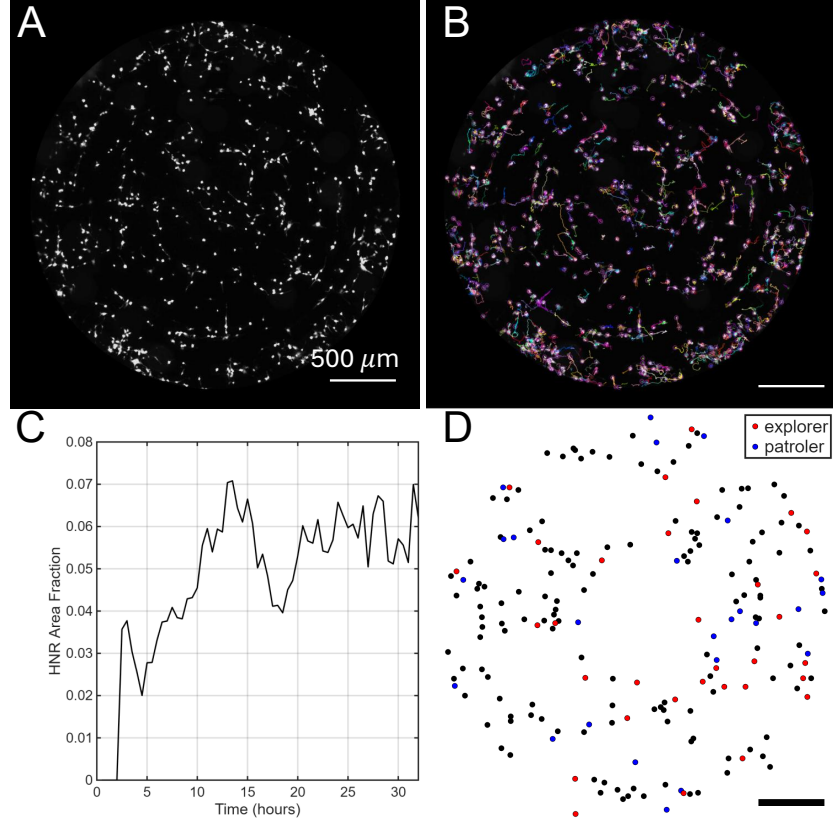 A
500 μm
B
C
0.08
0.07
0.06
0.05
0.04
0.03
0.02
0.01
0
HNR Area Fraction
0 5 10 15 20 25 30
Time (hours)
D
explorer
patroler